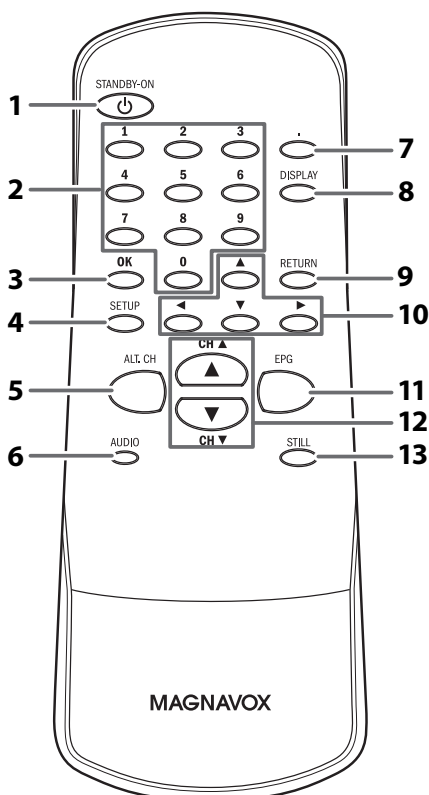 STANDBY-ON
1
1 2 3 .
7
4 5 6 DISPLAY
2
8
7 8 9
OK 0 ▲ RETURN
3
9
SETUP ◀ ▼ ▶
4
10
ALT. CH CH ▲ EPG
▲
5
11
▼
12
AUDIO CH ▼ STILL
6
13
MAGNAVOX